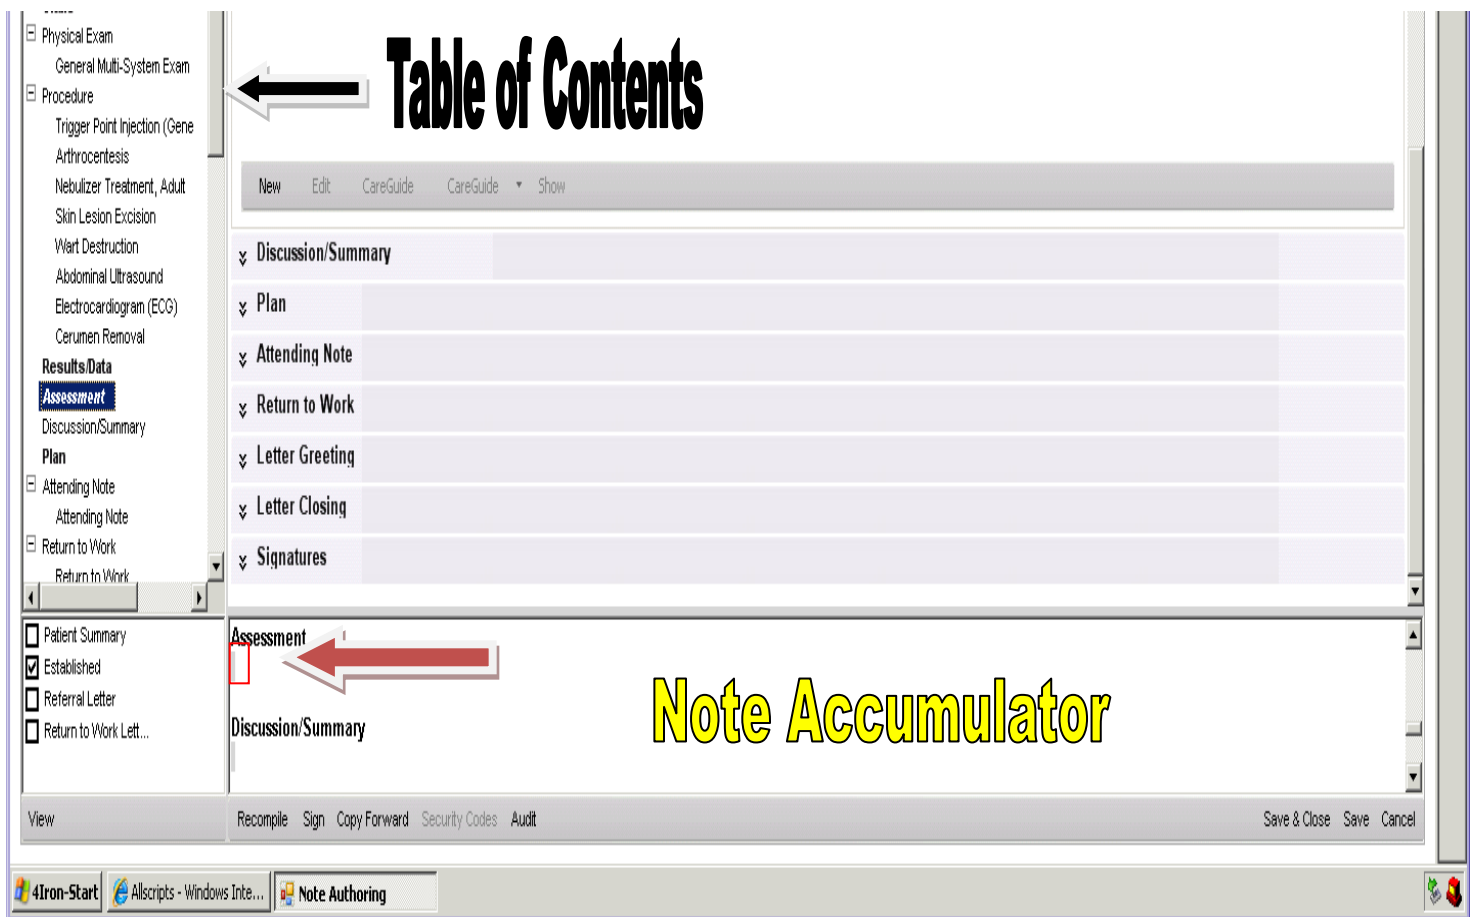 Vitals
Physical Exam
General Multi-System Exam
Procedure
Trigger Point Injection (Gene
Arthrocentesis
Nebulizer Treatment, Adult
Skin Lesion Excision
Wart Destruction
Abdominal Ultrasound
Electrocardiogram (ECG)
Cerumen Removal
Results/Data
Assessment
Discussion/Summary
Plan
Attending Note
Attending Note
Return to Work
Return to Work
Table of Contents
New Edit CareGuide CareGuide Show
Discussion/Summary
Plan
Attending Note
Return to Work
Letter Greeting
Letter Closing
Signatures
Patient Summary
Established
Referral Letter
Return to Work Lett...
Assessment
Discussion/Summary
Note Accumulator
View
Recompile Sign Copy Forward Security Codes Audit Save & Close Save Cancel
4Iron-Start Allscripts - Windows Inte... Note Authoring